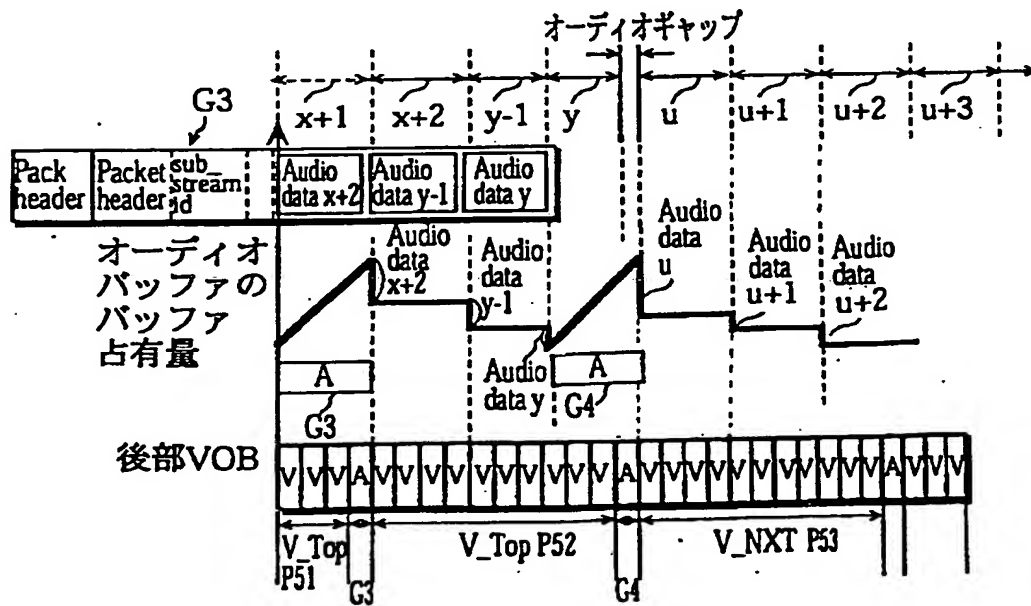 オーディオギャップ
x+1 x+2 y-1 y u u+1 u+2 u+3
G3
Pack header
Packet header
sub_ stream id
Audio data x+2
Audio data y-1
Audio data y
オーディオ
バッファの
バッファ
占有量
Audio data x+2
Audio data y-1
Audio data y
Audio data u
Audio data u+1
Audio data u+2
A
G3
A
G4
後部VOB
V V V A V V V V V V V V V V A V V V V V V V V V V A V V V
V_Top P51
G3
V_Top P52
G4
V_NXT P53